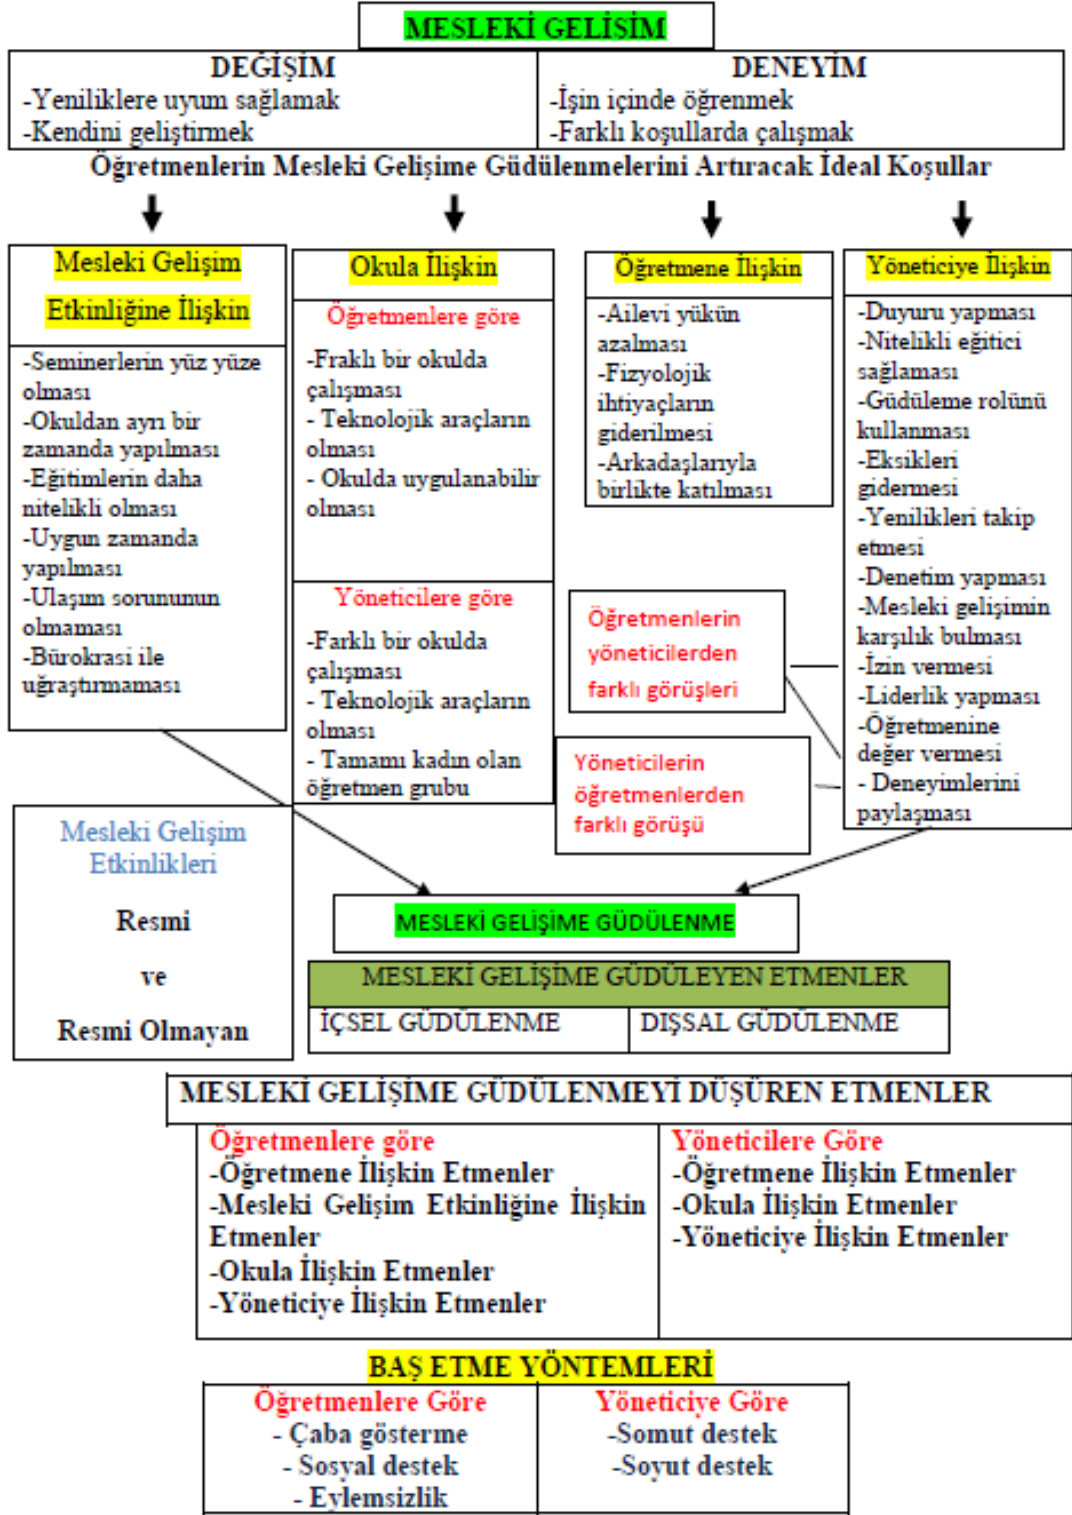 MESLEKİ GELİŞİM
DEĞİŞİM
-Yeniliklere uyum sağlamak
-Kendini geliştirmek
DENEYİM
-İşin içinde öğrenmek
-Farklı koşullarda çalışmak
Öğretmenlerin Mesleki Gelişime Güdülenmelerini Artıracak İdeal Koşullar
Mesleki Gelişim
Etkinliğine İlişkin
-Seminerlerin yüz yüze
olması
-Okuldan ayrı bir
zamanda yapılması
-Eğitimlerin daha
nitelikli olması
-Uygun zamanda
yapılması
-Ulaşım sorununun
olmaması
-Bürokrasi ile
uğraştırmaması
Okula İlişkin
Öğretmenlere göre
-Fraklı bir okulda
çalışması
- Teknolojik araçların
olması
- Okulda uygulanabilir
olması
Yöneticilere göre
-Farklı bir okulda
çalışması
- Teknolojik araçların
olması
- Tamamı kadın olan
öğretmen grubu
Öğretmene İlişkin
-Ailevi yükün
azalması
-Fizyolojik
ihtiyaçların
giderilmesi
-Arkadaşlarıyla
birlikte katılması
Yöneticiye İlişkin
-Duyuru yapması
-Nitelikli eğitici
sağlaması
-Güdüleme rolünü
kullanması
-Eksikleri
gidermesi
-Yenilikleri takip
etmesi
-Denetim yapması
-Mesleki gelişimin
karşılık bulması
-İzin vermesi
-Liderlik yapması
-Öğretmenine
değer vermesi
- Deneyimlerini
paylaşması
Öğretmenlerin
yöneticilerden
farklı görüşleri
Yöneticilerin
öğretmenlerden
farklı görüşü
Mesleki Gelişim
Etkinlikleri
Resmi
ve
Resmi Olmayan
MESLEKİ GELİŞİME GÜDÜLENME
MESLEKİ GELİŞİME GÜDÜLEYEN ETMENLER
İÇSEL GÜDÜLENME
DIŞSAL GÜDÜLENME
MESLEKİ GELİŞİME GÜDÜLENMEYİ DÜŞÜREN ETMENLER
Öğretmenlere göre
-Öğretmene İlişkin Etmenler
-Mesleki Gelişim Etkinliğine İlişkin
Etmenler
-Okula İlişkin Etmenler
-Yöneticiye İlişkin Etmenler
Yöneticilere Göre
-Öğretmene İlişkin Etmenler
-Okula İlişkin Etmenler
-Yöneticiye İlişkin Etmenler
BAŞ ETME YÖNTEMLERİ
Öğretmenlere Göre
- Çaba gösterme
- Sosyal destek
- Eylemsizlik
Yöneticiye Göre
-Somut destek
-Soyut destek